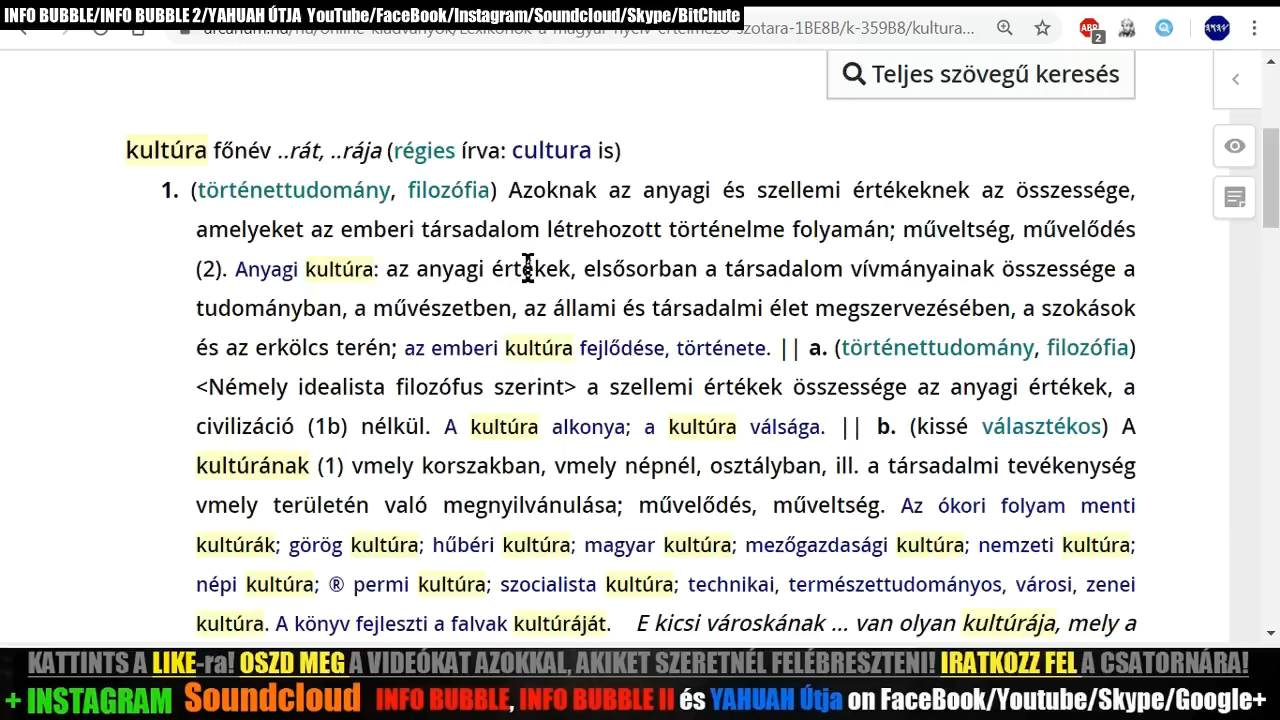 INFO BUBBLE/INFO BUBBLE 2/YAHUAH ÚTJA YouTube/FaceBook/Instagram/Soundcloud/Skype/BitChute
szotara-1BE8B/k-359B8/kultura...
2
Teljes szövegű keresés
kultúra főnév ..rát, ..rája (régies írva: cultura is)
1. (történettudomány, filozófia) Azoknak az anyagi és szellemi értékeknek az összessége,
amelyeket az emberi társadalom létrehozott történelme folyamán; műveltség, művelődés
(2). Anyagi kultúra: az anyagi értékek, elsősorban a társadalom vívmányainak összessége a
tudományban, a művészetben, az állami és társadalmi élet megszervezésében, a szokások
és az erkölcs terén; az emberi kultúra fejlődése, története. || a. (történettudomány, filozófia)
<Némely idealista filozófus szerint> a szellemi értékek összessége az anyagi értékek, a
civilizáció (1b) nélkül. A kultúra alkonya; a kultúra válsága. || b. (kissé választékos) A
kultúrának (1) vmely korszakban, vmely népnél, osztályban, ill. a társadalmi tevékenység
vmely területén való megnyilvánulása; művelődés, műveltség. Az ókori folyam menti
kultúrák; görög kultúra; hűbéri kultúra; magyar kultúra; mezőgazdasági kultúra; nemzeti kultúra;
népi kultúra; ® permi kultúra; szocialista kultúra; technikai, természettudományos, városi, zenei
kultúra. A könyv fejleszti a falvak kultúráját. E kicsi városkának ... van olyan kultúrája, mely a
KATTINTS A LIKE-ra! OSZD MEG A VIDEÓKAT AZOKKAL, AKIKET SZERETNÉL FELÉBRESZTENI! IRATKOZZ FEL A CSATORNÁRA!
+ INSTAGRAM Soundcloud INFO BUBBLE, INFO BUBBLE II és YAHUAH Útja on FaceBook/Youtube/Skype/Google+